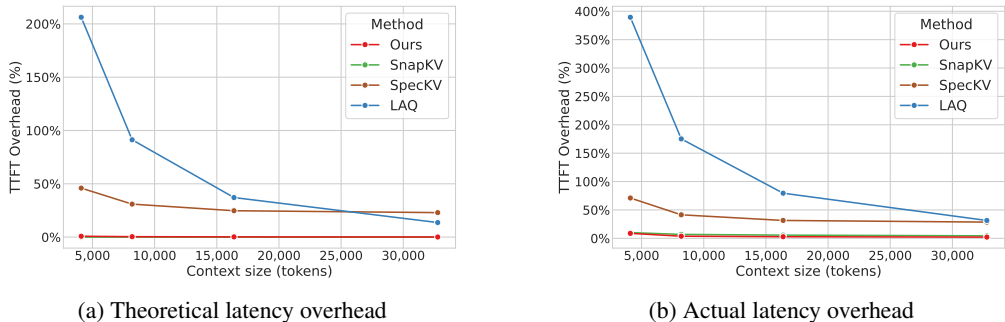 200%
150%
100%
50%
0%
TTFT Overhead (%)
5,000 10,000 15,000 20,000 25,000 30,000
Context size (tokens)
Method
Ours
SnapKV
SpecKV
LAQ
(a) Theoretical latency overhead
400%
350%
300%
250%
200%
150%
100%
50%
0%
TTFT Overhead (%)
5,000 10,000 15,000 20,000 25,000 30,000
Context size (tokens)
Method
Ours
SnapKV
SpecKV
LAQ
(b) Actual latency overhead